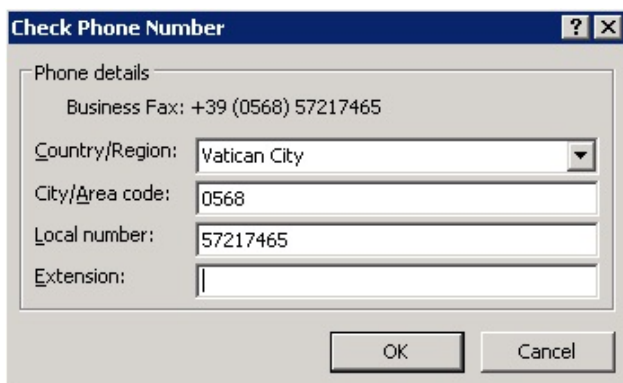 Check Phone Number
Phone details
Business Fax: +39 (0568) 57217465
Country/Region: Vatican City
City/Area code: 0568
Local number: 57217465
Extension:
OK Cancel